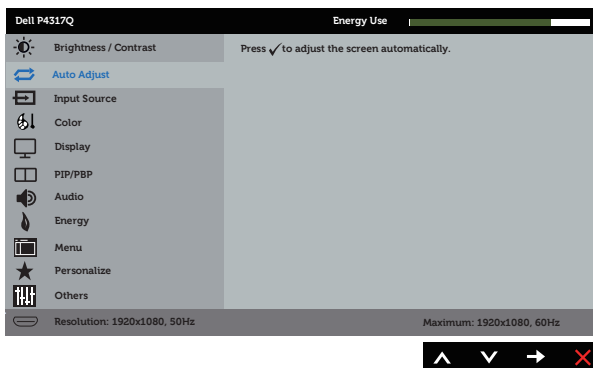 Dell P4317Q
Energy Use
Brightness / Contrast
Press ✓ to adjust the screen automatically.
Auto Adjust
Input Source
Color
Display
PIP/PBP
Audio
Energy
Menu
Personalize
Others
Resolution: 1920x1080, 50Hz
Maximum: 1920x1080, 60Hz